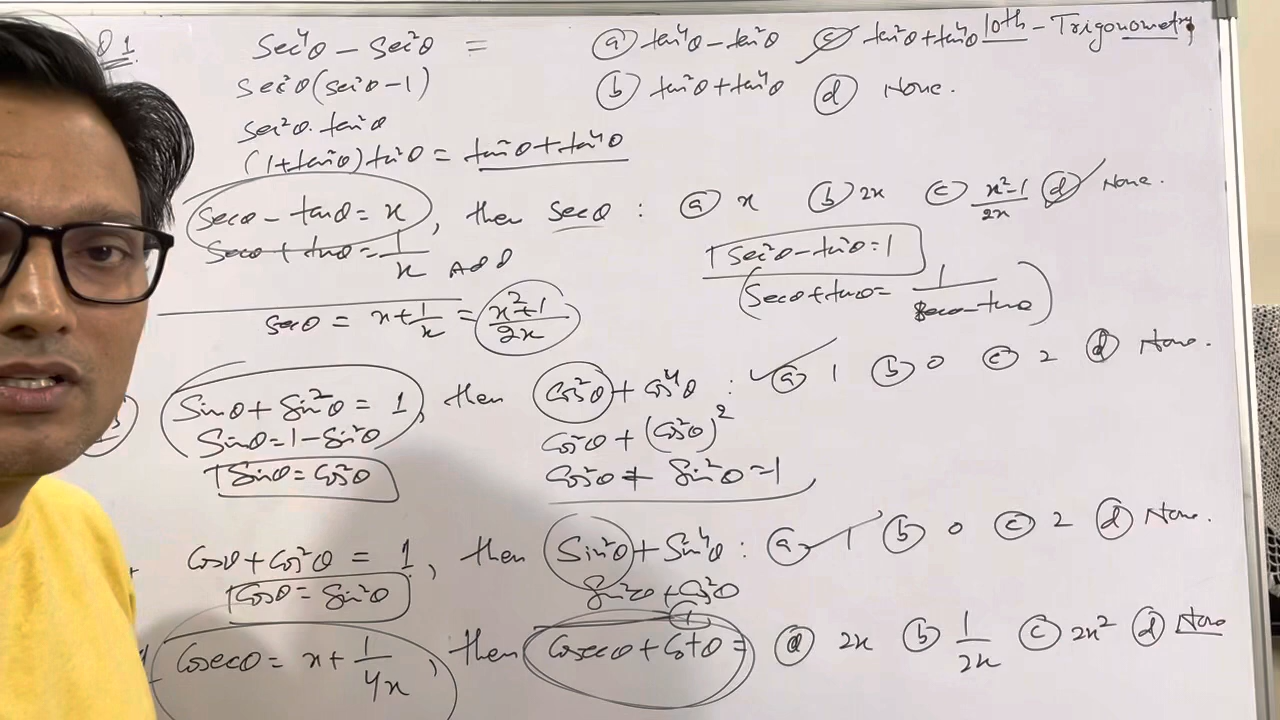 Q1. sec⁴θ – sec²θ = ⓐ tan⁴θ – tan²θ ⓒ tan²θ + tan⁴θ 10th - Trigonometry
sec²θ(sec²θ – 1) ⓑ tan²θ + tan⁴θ ⓓ None.
sec²θ. tan²θ
(1+tan²θ)tan²θ = tan²θ + tan⁴θ
secθ – tanθ = x, then secθ : ⓐ x ⓑ 2x ⓒ x²-1/2x ⓓ None.
secθ + tanθ = 1/x ADD
sec²θ – tan²θ = 1
secθ + tanθ = 1/secθ – tanθ
secθ = x + 1/x = x²+1/2x
Sinθ + Sin²θ = 1, then Cos²θ + Cos⁴θ : ⓐ 1 ⓑ 0 ⓒ 2 ⓓ None.
Sinθ = 1 – Sin²θ Cos²θ + (Cos²θ)²
Sinθ = Cos²θ Cos²θ + Sin²θ = 1
Cosθ + Cos²θ = 1, then Sin²θ + Sin⁴θ : ⓐ 1 ⓑ 0 ⓒ 2 ⓓ None.
Cosθ = Sin²θ Sin²θ + Cos²θ
1
Cosecθ = x + 1/4x, then Cosecθ + Cotθ = ⓐ 2x ⓑ 1/2x ⓒ 2x² ⓓ None